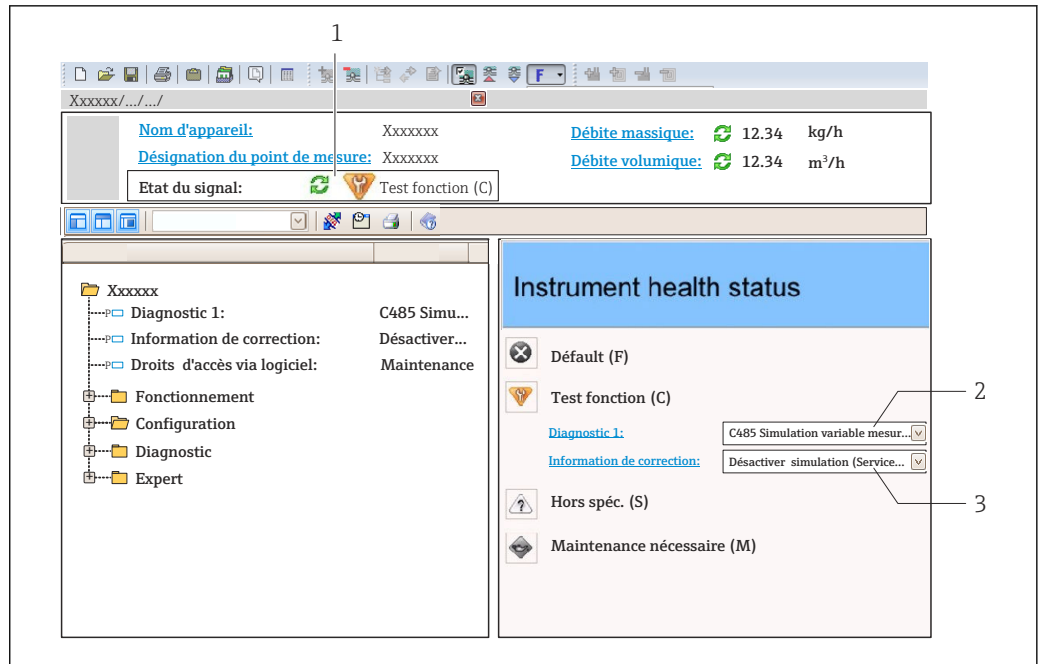 1
F
Xxxxxx/.../.../
Nom d'appareil: Xxxxxxx Débite massique: 12.34 kg/h
Désignation du point de mesure: Xxxxxxx Débite volumique: 12.34 m³/h
Etat du signal: Test fonction (C)
Xxxxxx
Diagnostic 1: C485 Simu...
Information de correction: Désactiver...
Droits d'accès via logiciel: Maintenance
Fonctionnement
Configuration
Diagnostic
Expert
Instrument health status
Défault (F)
Test fonction (C)
2
Diagnostic 1: C485 Simulation variable mesur...
Information de correction: Désactiver simulation (Service...
3
Hors spéc. (S)
Maintenance nécessaire (M)